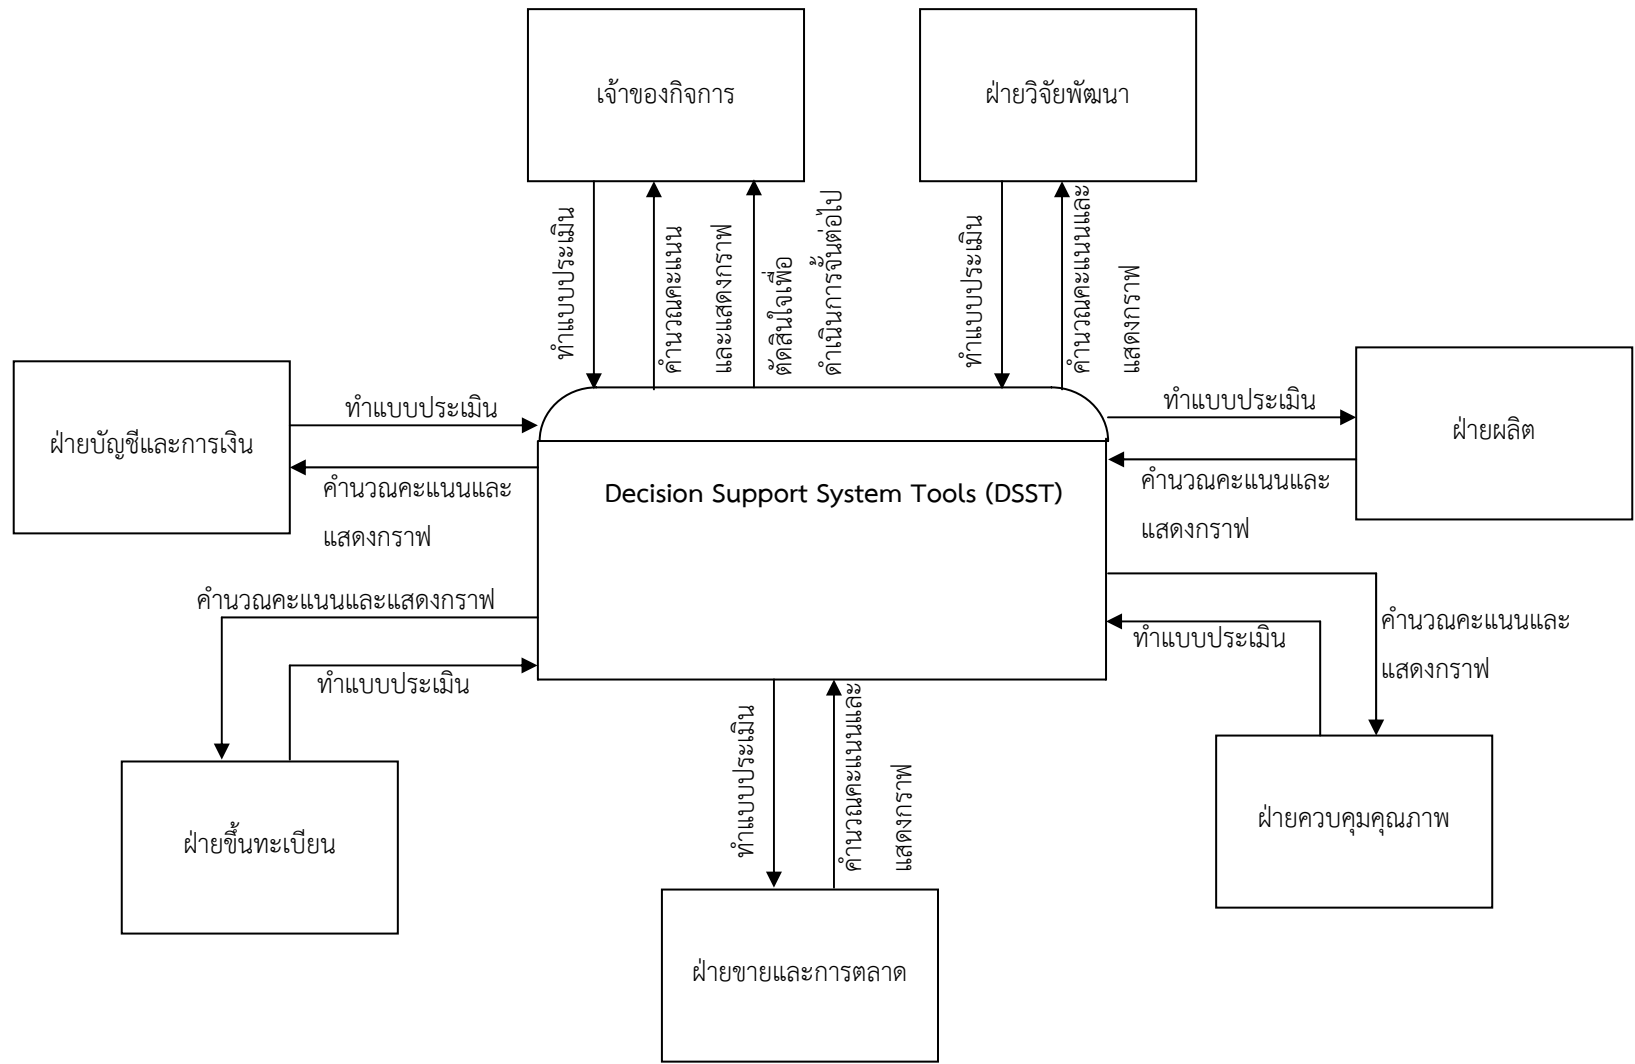 เจ้าของกิจการ
ฝ่ายวิจัยพัฒนา
ทำแบบประเมิน
คำนวณคะแนน
และแสดงกราฟ
ตัดสินใจเพื่อ
ดำเนินการขั้นต่อไป
ทำแบบประเมิน
คำนวณคะแนนและ
แสดงกราฟ
ฝ่ายบัญชีและการเงิน
ทำแบบประเมิน
คำนวณคะแนนและ
แสดงกราฟ
Decision Support System Tools (DSST)
ทำแบบประเมิน
คำนวณคะแนนและ
แสดงกราฟ
ฝ่ายผลิต
คำนวณคะแนนและแสดงกราฟ
ทำแบบประเมิน
ทำแบบประเมิน
คำนวณคะแนนและ
แสดงกราฟ
ทำแบบประเมิน
คำนวณคะแนนและ
แสดงกราฟ
ฝ่ายขึ้นทะเบียน
ฝ่ายควบคุมคุณภาพ
ฝ่ายขายและการตลาด